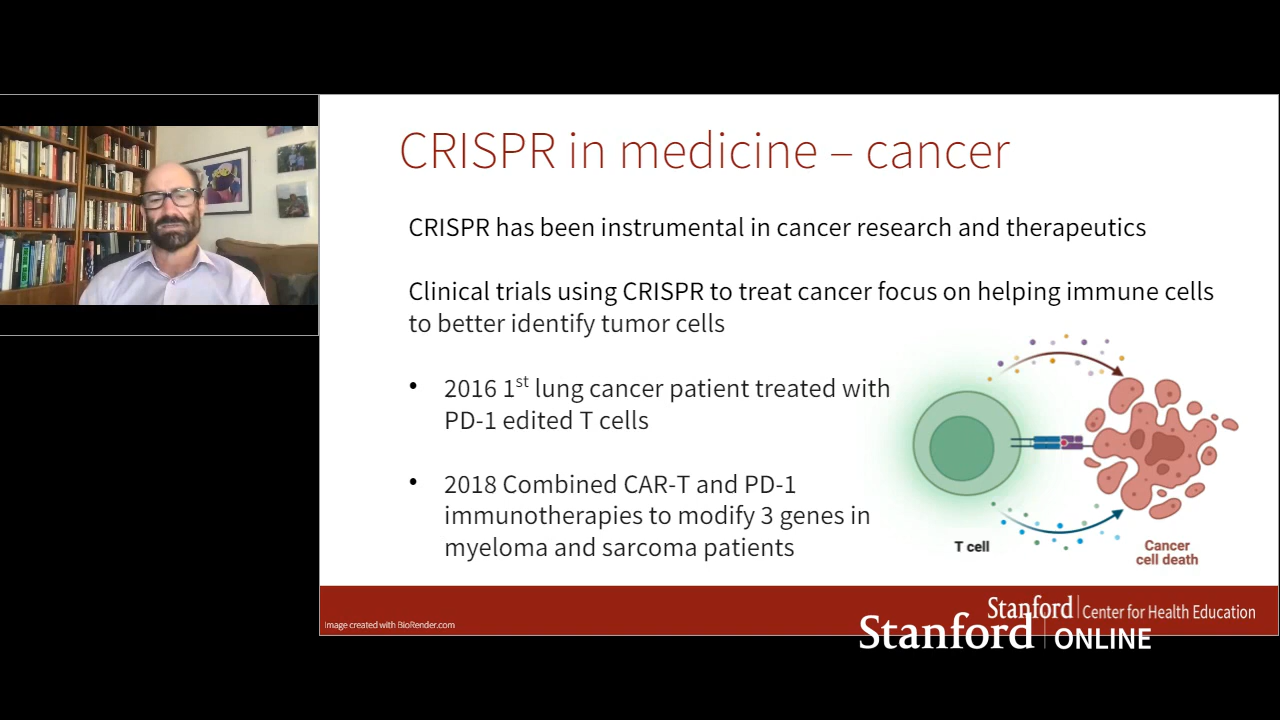 CRISPR in medicine – cancer
CRISPR has been instrumental in cancer research and therapeutics
Clinical trials using CRISPR to treat cancer focus on helping immune cells
to better identify tumor cells
• 2016 1st lung cancer patient treated with
PD-1 edited T cells
• 2018 Combined CAR-T and PD-1
immunotherapies to modify 3 genes in
myeloma and sarcoma patients
T cell
Cancer
cell death
Image created with BioRender.com
Stanford Center for Health Education
Stanford ONLINE